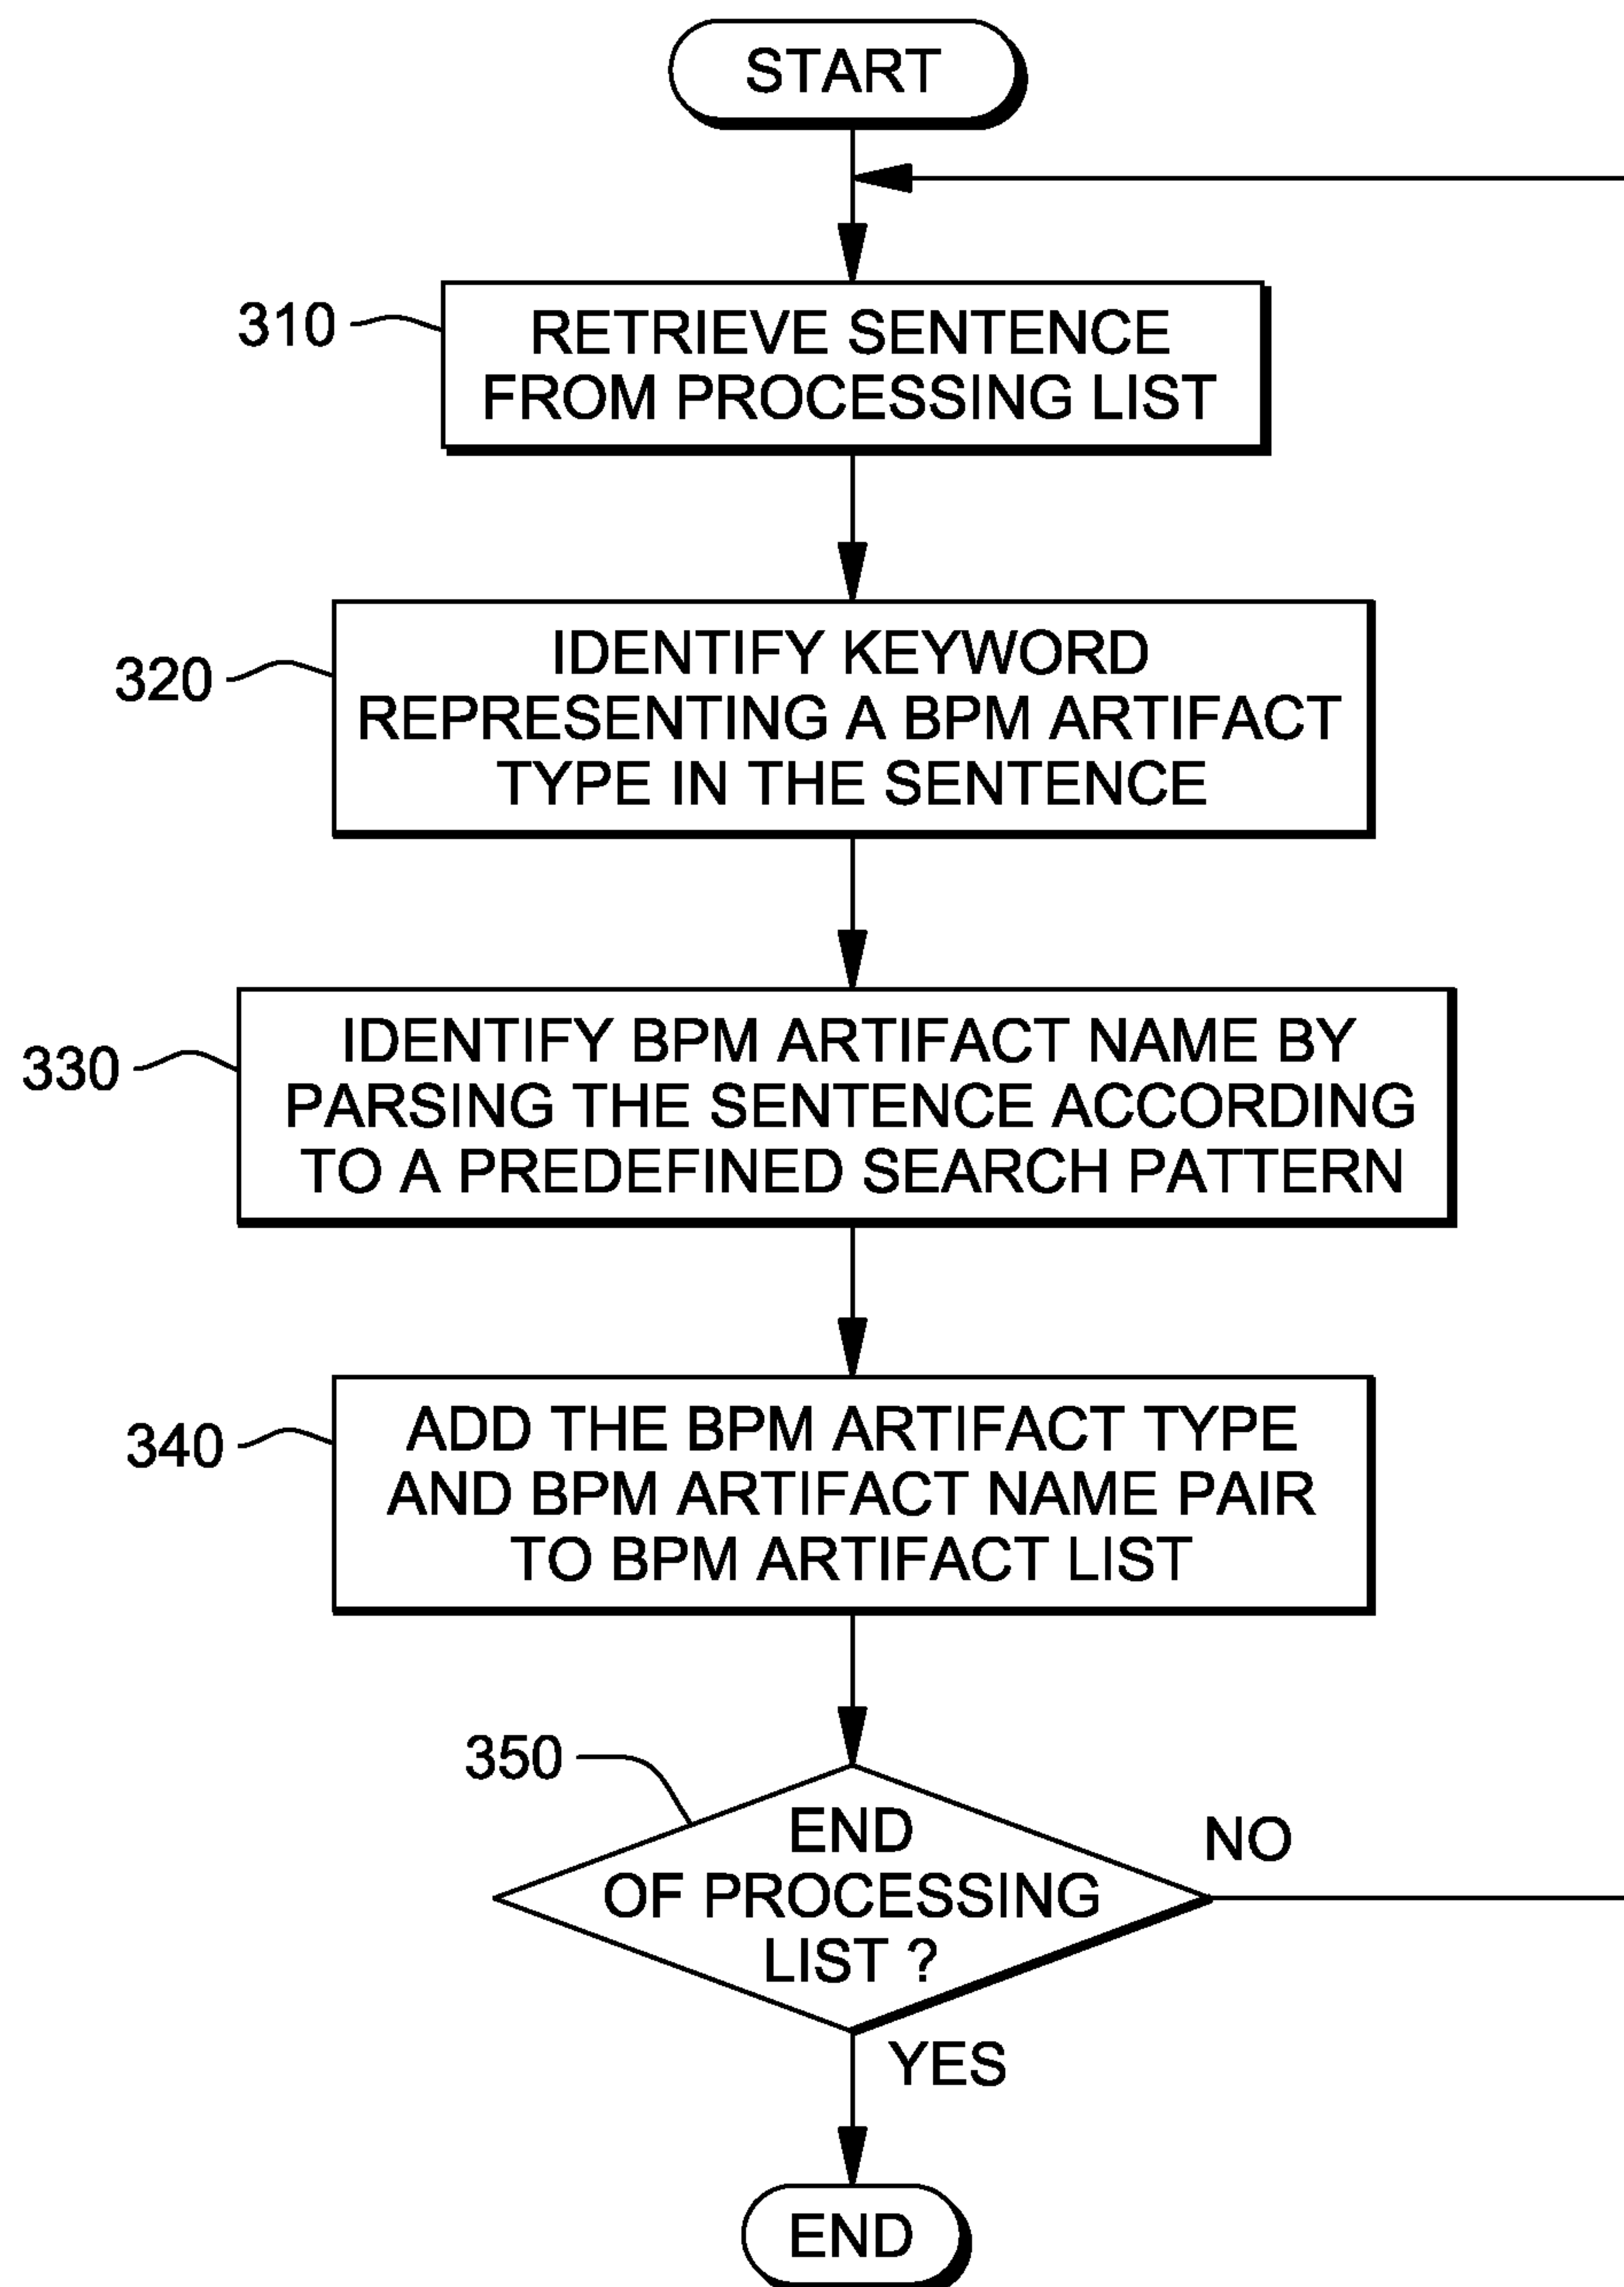 START
310
RETRIEVE SENTENCE
FROM PROCESSING LIST
320
IDENTIFY KEYWORD
REPRESENTING A BPM ARTIFACT
TYPE IN THE SENTENCE
330
IDENTIFY BPM ARTIFACT NAME BY
PARSING THE SENTENCE ACCORDING
TO A PREDEFINED SEARCH PATTERN
340
ADD THE BPM ARTIFACT TYPE
AND BPM ARTIFACT NAME PAIR
TO BPM ARTIFACT LIST
350
END
OF PROCESSING
LIST ?
NO
YES
END